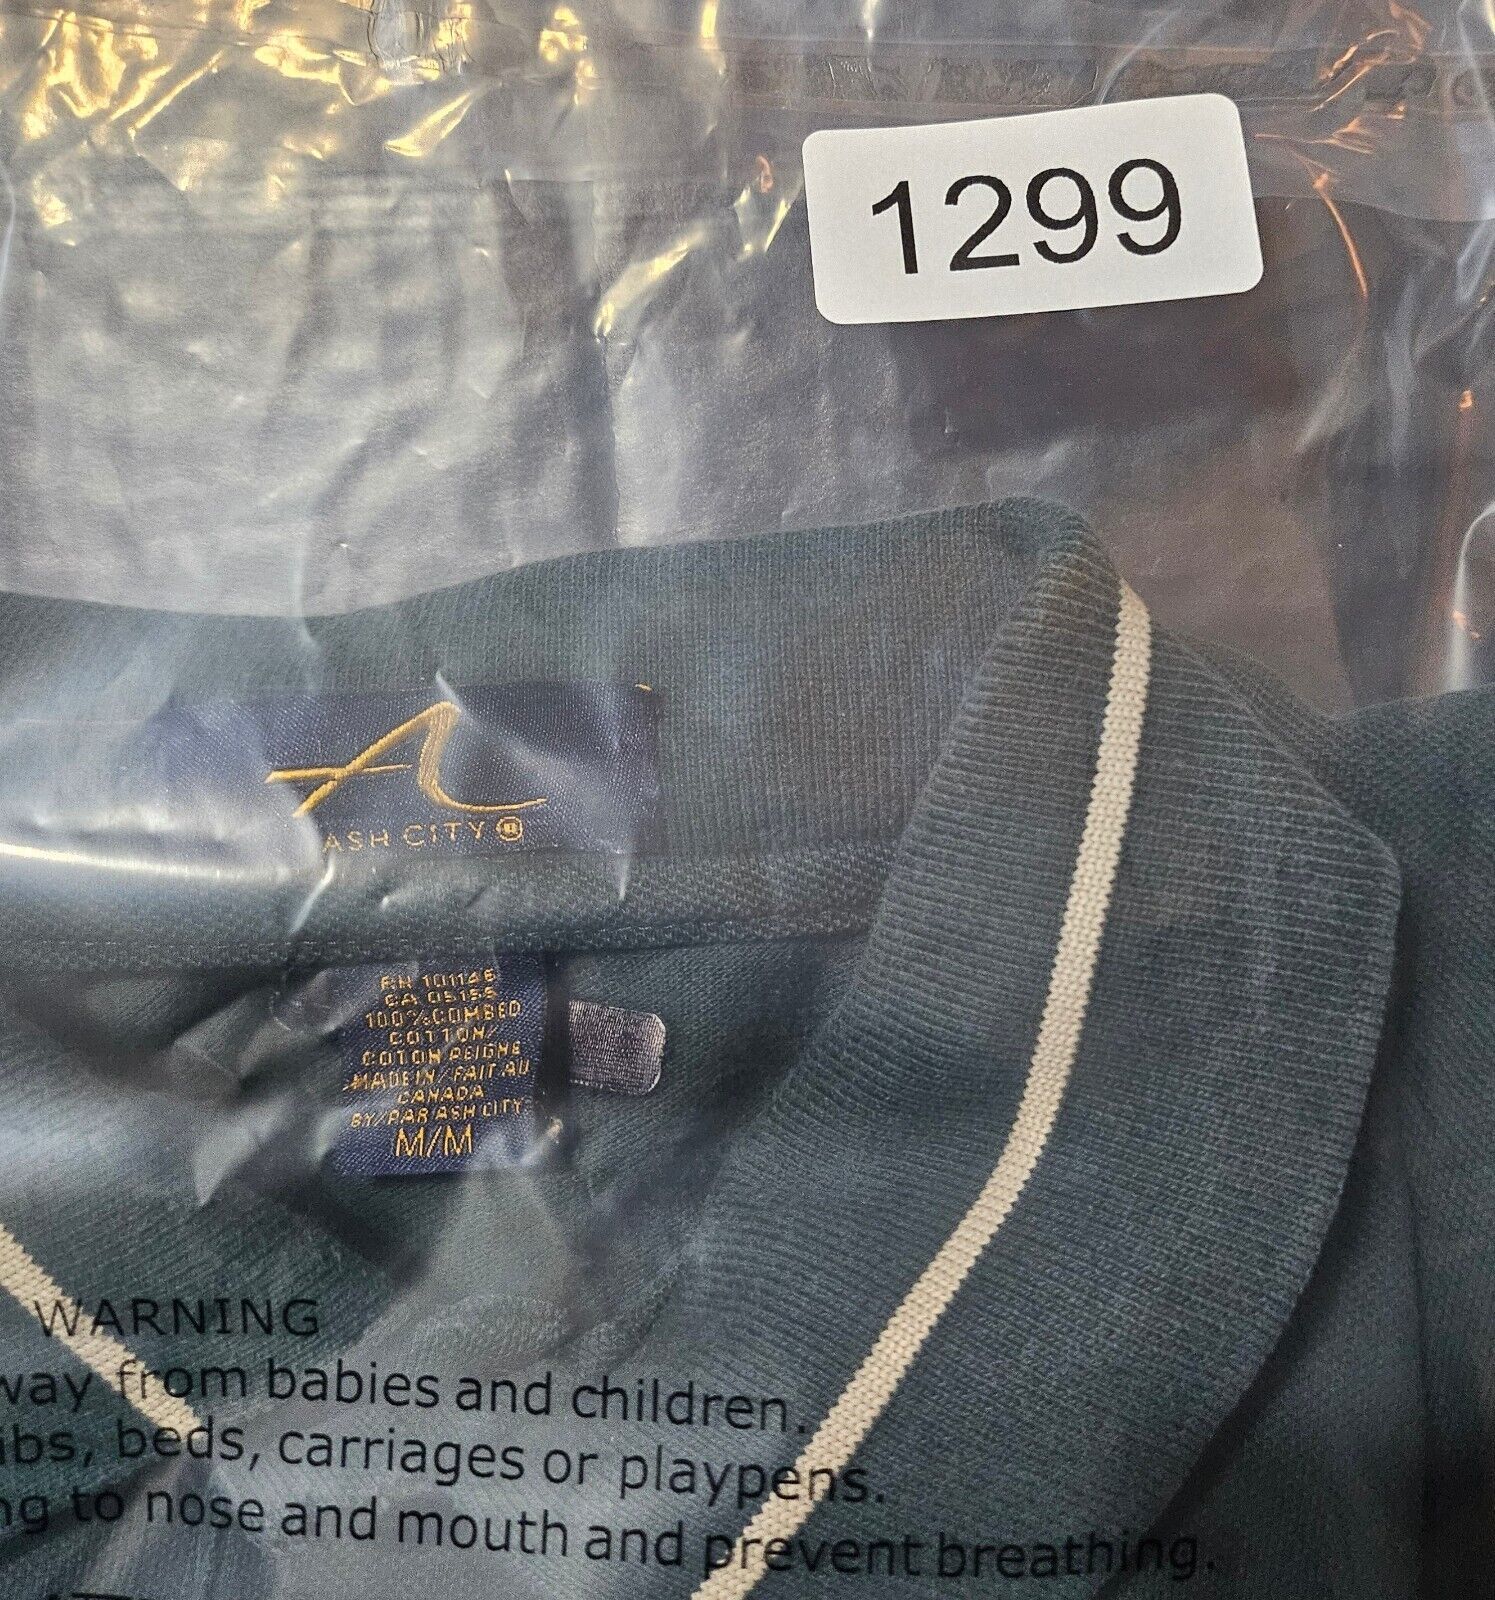 1299
ASH CITY ®
RN 101146
CA 05155
100% COMBED
COTTON/
COTON PEIGNE
MADE IN/FAIT AU
CANADA
BY/PAR ASH CITY
M/M
WARNING
way from babies and children.
ibs, beds, carriages or playpens.
ng to nose and mouth and prevent breathing.